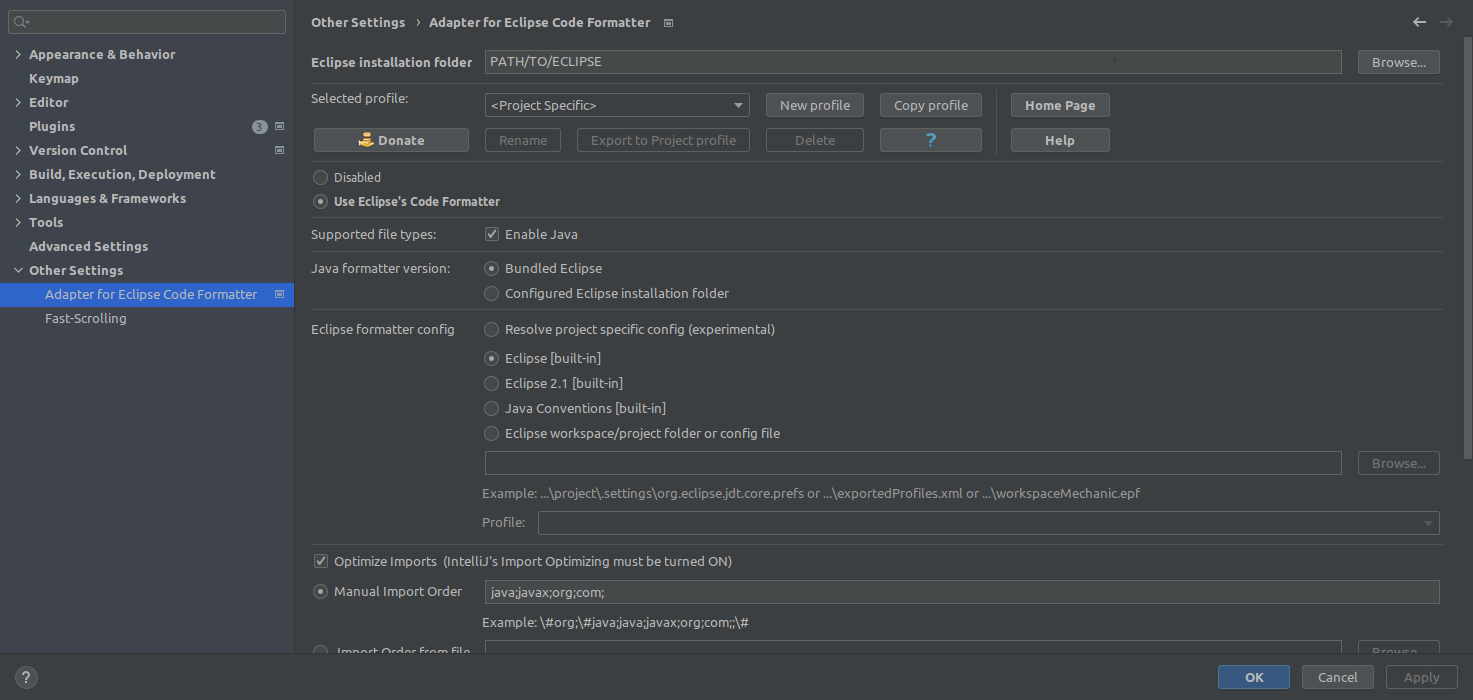 Appearance & Behavior
Keymap
Editor
Plugins 3
Version Control
Build, Execution, Deployment
Languages & Frameworks
Tools
Advanced Settings
Other Settings
Adapter for Eclipse Code Formatter
Fast-Scrolling
Other Settings › Adapter for Eclipse Code Formatter
Eclipse installation folder PATH/TO/ECLIPSE Browse...
Selected profile: <Project Specific> New profile Copy profile Home Page
Donate Rename Export to Project profile Delete ? Help
Disabled
Use Eclipse's Code Formatter
Supported file types: Enable Java
Java formatter version: Bundled Eclipse
Configured Eclipse installation folder
Eclipse formatter config Resolve project specific config (experimental)
Eclipse [built-in]
Eclipse 2.1 [built-in]
Java Conventions [built-in]
Eclipse workspace/project folder or config file
Browse...
Example: ...\project\.settings\org.eclipse.jdt.core.prefs or ...\exportedProfiles.xml or ...\workspaceMechanic.epf
Profile:
Optimize Imports (IntelliJ's Import Optimizing must be turned ON)
Manual Import Order java;javax;org;com;
Example: \#org;\#java;java;javax;org;com;;\#
Import Order from file Browse...
? OK Cancel Apply